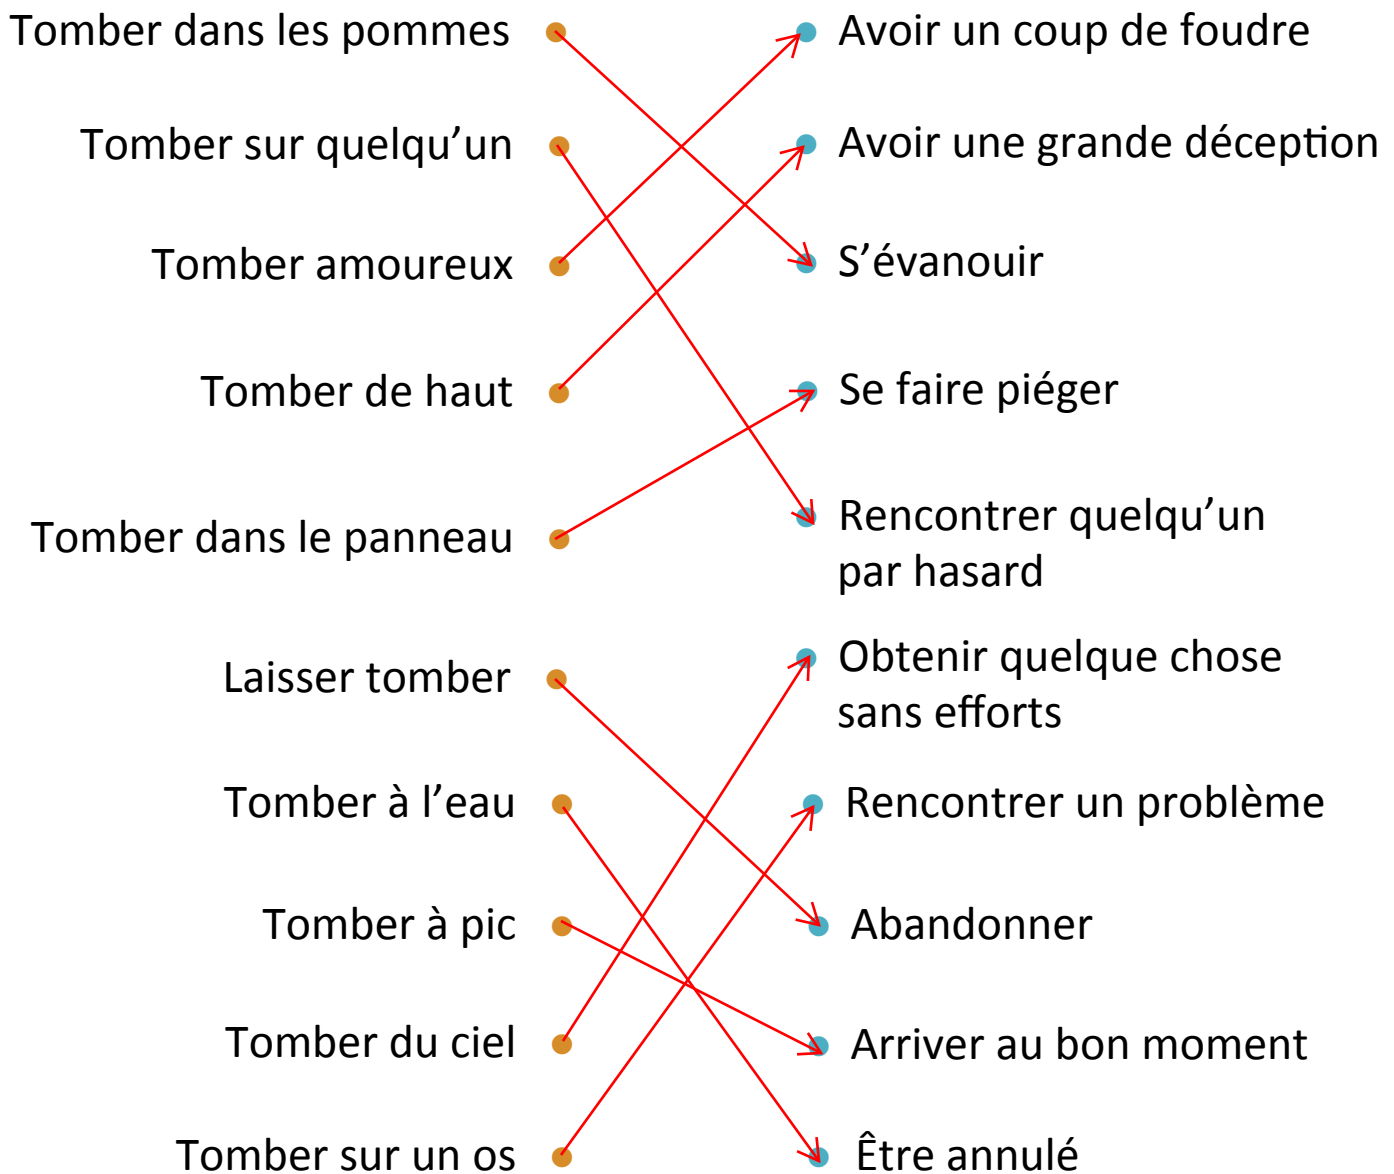 Tomber dans les pommes
Avoir un coup de foudre
Tomber sur quelqu’un
Avoir une grande déception
Tomber amoureux
S’évanouir
Tomber de haut
Se faire piéger
Tomber dans le panneau
Rencontrer quelqu’un
par hasard
Laisser tomber
Obtenir quelque chose
sans efforts
Tomber à l’eau
Rencontrer un problème
Tomber à pic
Abandonner
Tomber du ciel
Arriver au bon moment
Tomber sur un os
Être annulé